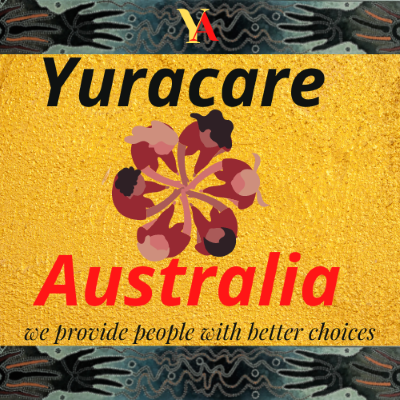 YA
Yuracare
Australia
we provide people with better choices